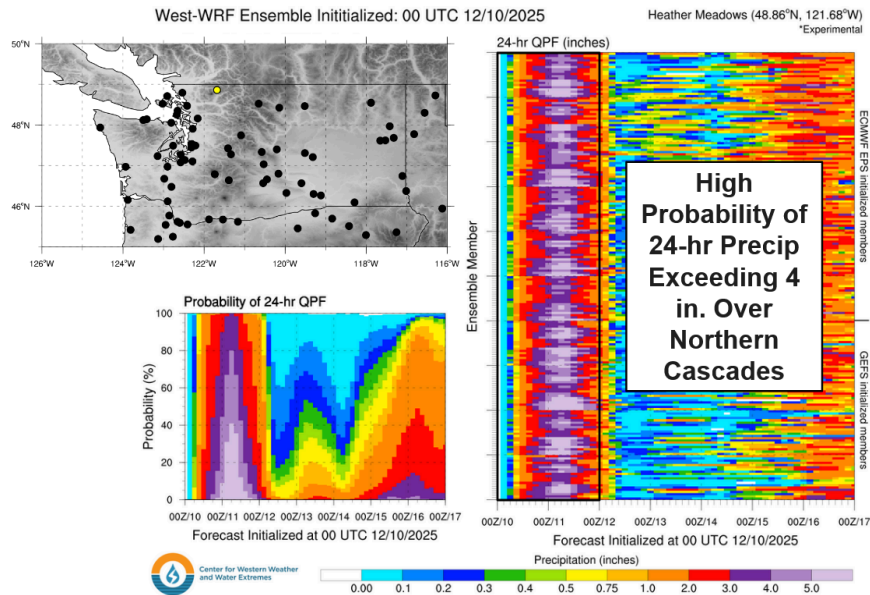 West-WRF Ensemble Inititialized: 00 UTC 12/10/2025
Heather Meadows (48.86°N, 121.68°W)
*Experimental
50°N
48°N
46°N
126°W 124°W 122°W 120°W 118°W 116°W
Probability of 24-hr QPF
Probability (%)
100
80
60
40
20
0
00Z/10 00Z/11 00Z/12 00Z/13 00Z/14 00Z/15 00Z/16 00Z/17
Forecast Initialized at 00 UTC 12/10/2025
24-hr QPF (inches)
Ensemble Member
High
Probability of
24-hr Precip
Exceeding 4
in. Over
Northern
Cascades
ECMWF EPS initialized members
GEFS initialized members
00Z/10 00Z/11 00Z/12 00Z/13 00Z/14 00Z/15 00Z/16 00Z/17
Forecast Initialized at 00 UTC 12/10/2025
Center for Western Weather
and Water Extremes
Precipitation (inches)
0.00 0.1 0.2 0.3 0.4 0.5 0.75 1.0 2.0 3.0 4.0 5.0